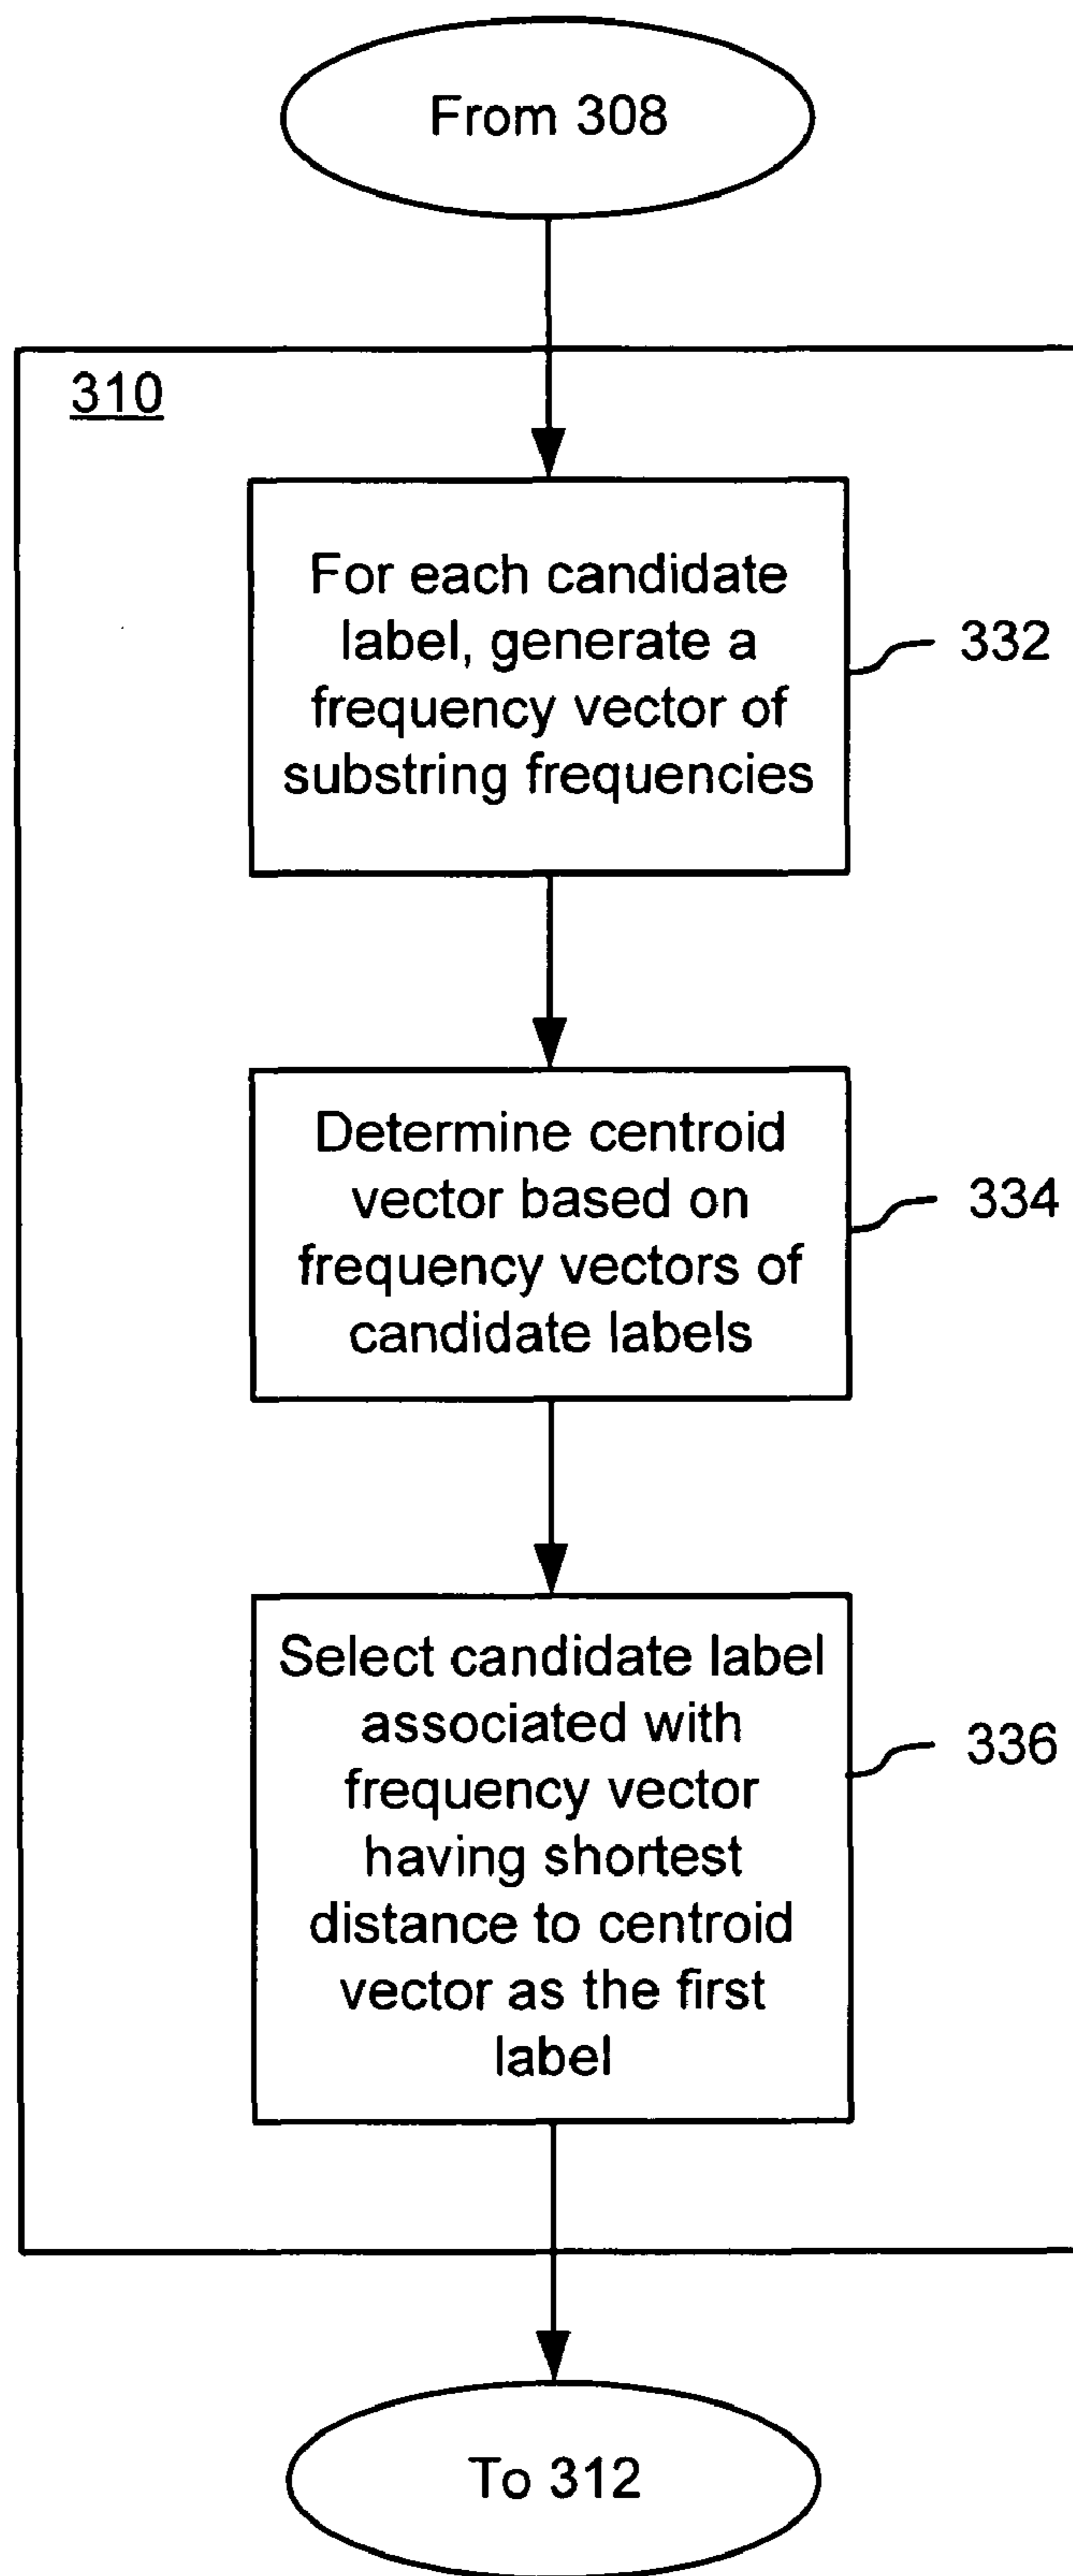 From 308
310
For each candidate
label, generate a
frequency vector of
substring frequencies
332
Determine centroid
vector based on
frequency vectors of
candidate labels
334
Select candidate label
associated with
frequency vector
having shortest
distance to centroid
vector as the first
label
336
To 312